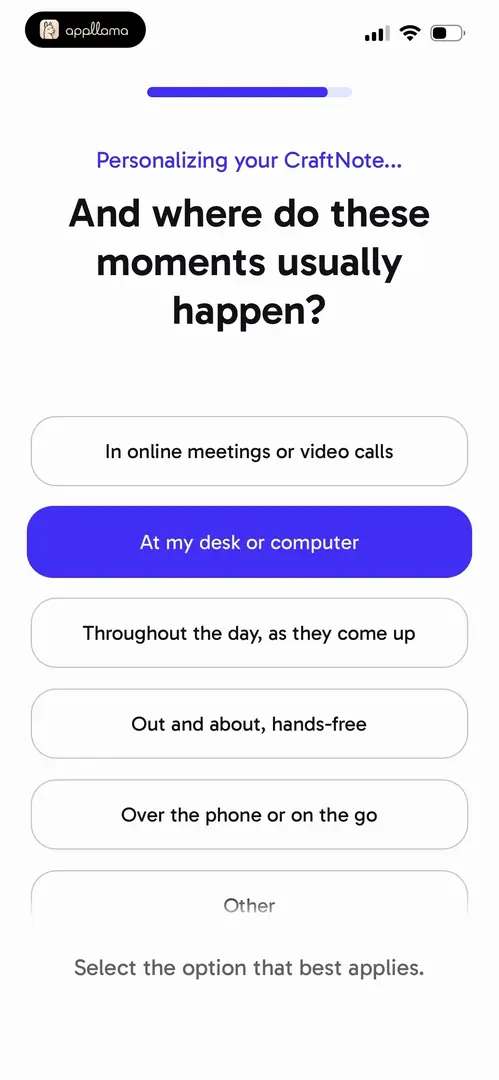 appllama
Personalizing your CraftNote...
And where do these
moments usually
happen?
In online meetings or video calls
At my desk or computer
Throughout the day, as they come up
Out and about, hands-free
Over the phone or on the go
Other
Select the option that best applies.